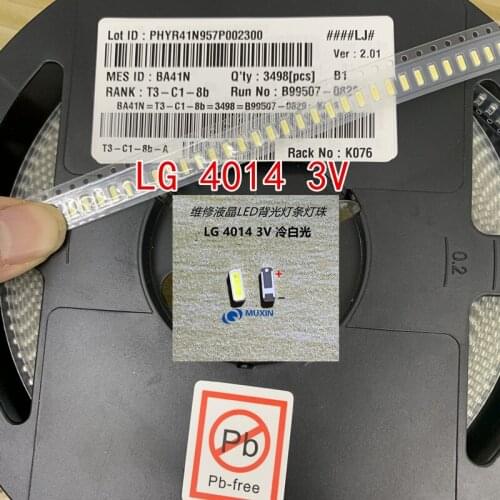 Lot ID : PHYR41N957P002300
####LJ#
Ver : 2.01
MES ID : BA41N
Q'ty : 3498[pcs]
B1
RANK : T3-C1-8b
Run No : B99507-0829
BA41N=T3-C1-8b=3498=B99507-0829
T3-C1-8b-A
Rack No : K076
LG 4014 3V
维修液晶LED背光灯条灯珠
LG 4014 3V 冷白光
+
-
MUXIN
0.2
Pb
Pb-free